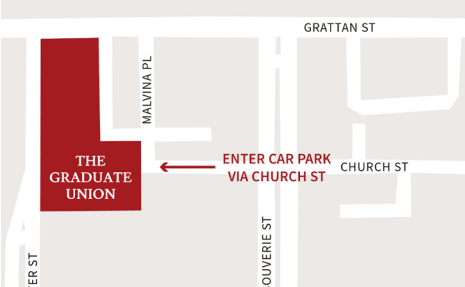 GRATTAN ST
MALVINA PL
THE
GRADUATE
UNION
ENTER CAR PARK
VIA CHURCH ST
CHURCH ST
OUVERIE ST
ER ST